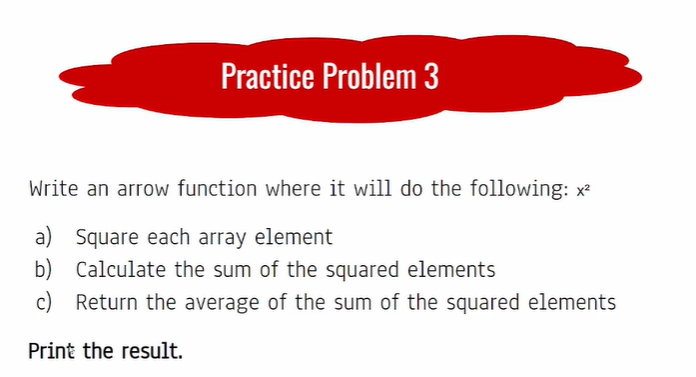 Practice Problem 3
Write an arrow function where it will do the following: x²
a) Square each array element
b) Calculate the sum of the squared elements
c) Return the average of the sum of the squared elements
Print the result.